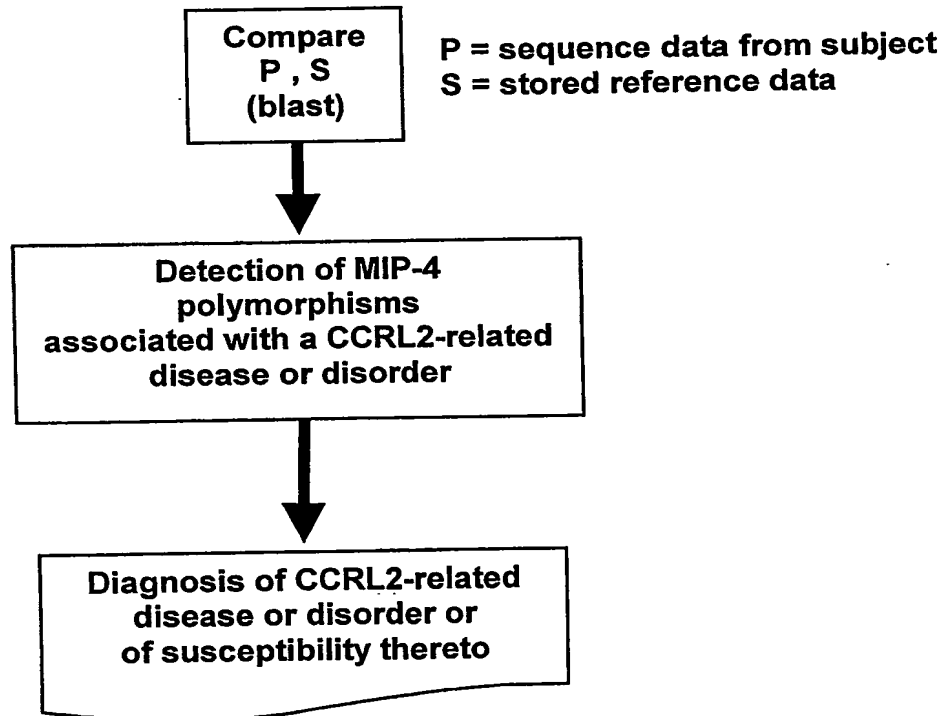 Compare
P , S
(blast)
P = sequence data from subject
S = stored reference data
Detection of MIP-4
polymorphisms
associated with a CCRL2-related
disease or disorder
Diagnosis of CCRL2-related
disease or disorder or
of susceptibility thereto